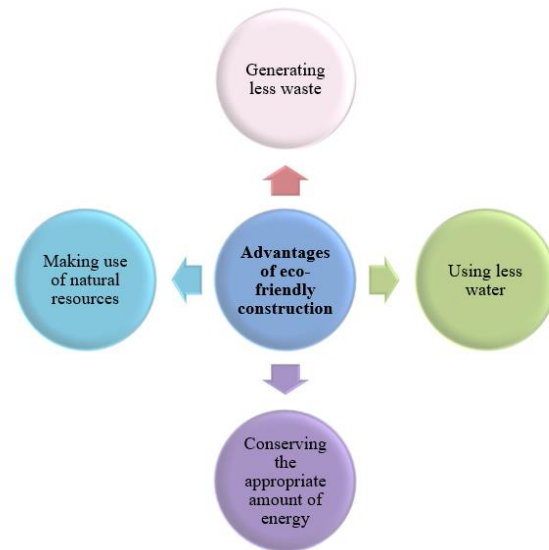 Generating
less waste
Making use
of natural
resources
Advantages
of eco-
friendly
construction
Using less
water
Conserving
the
appropriate
amount of
energy